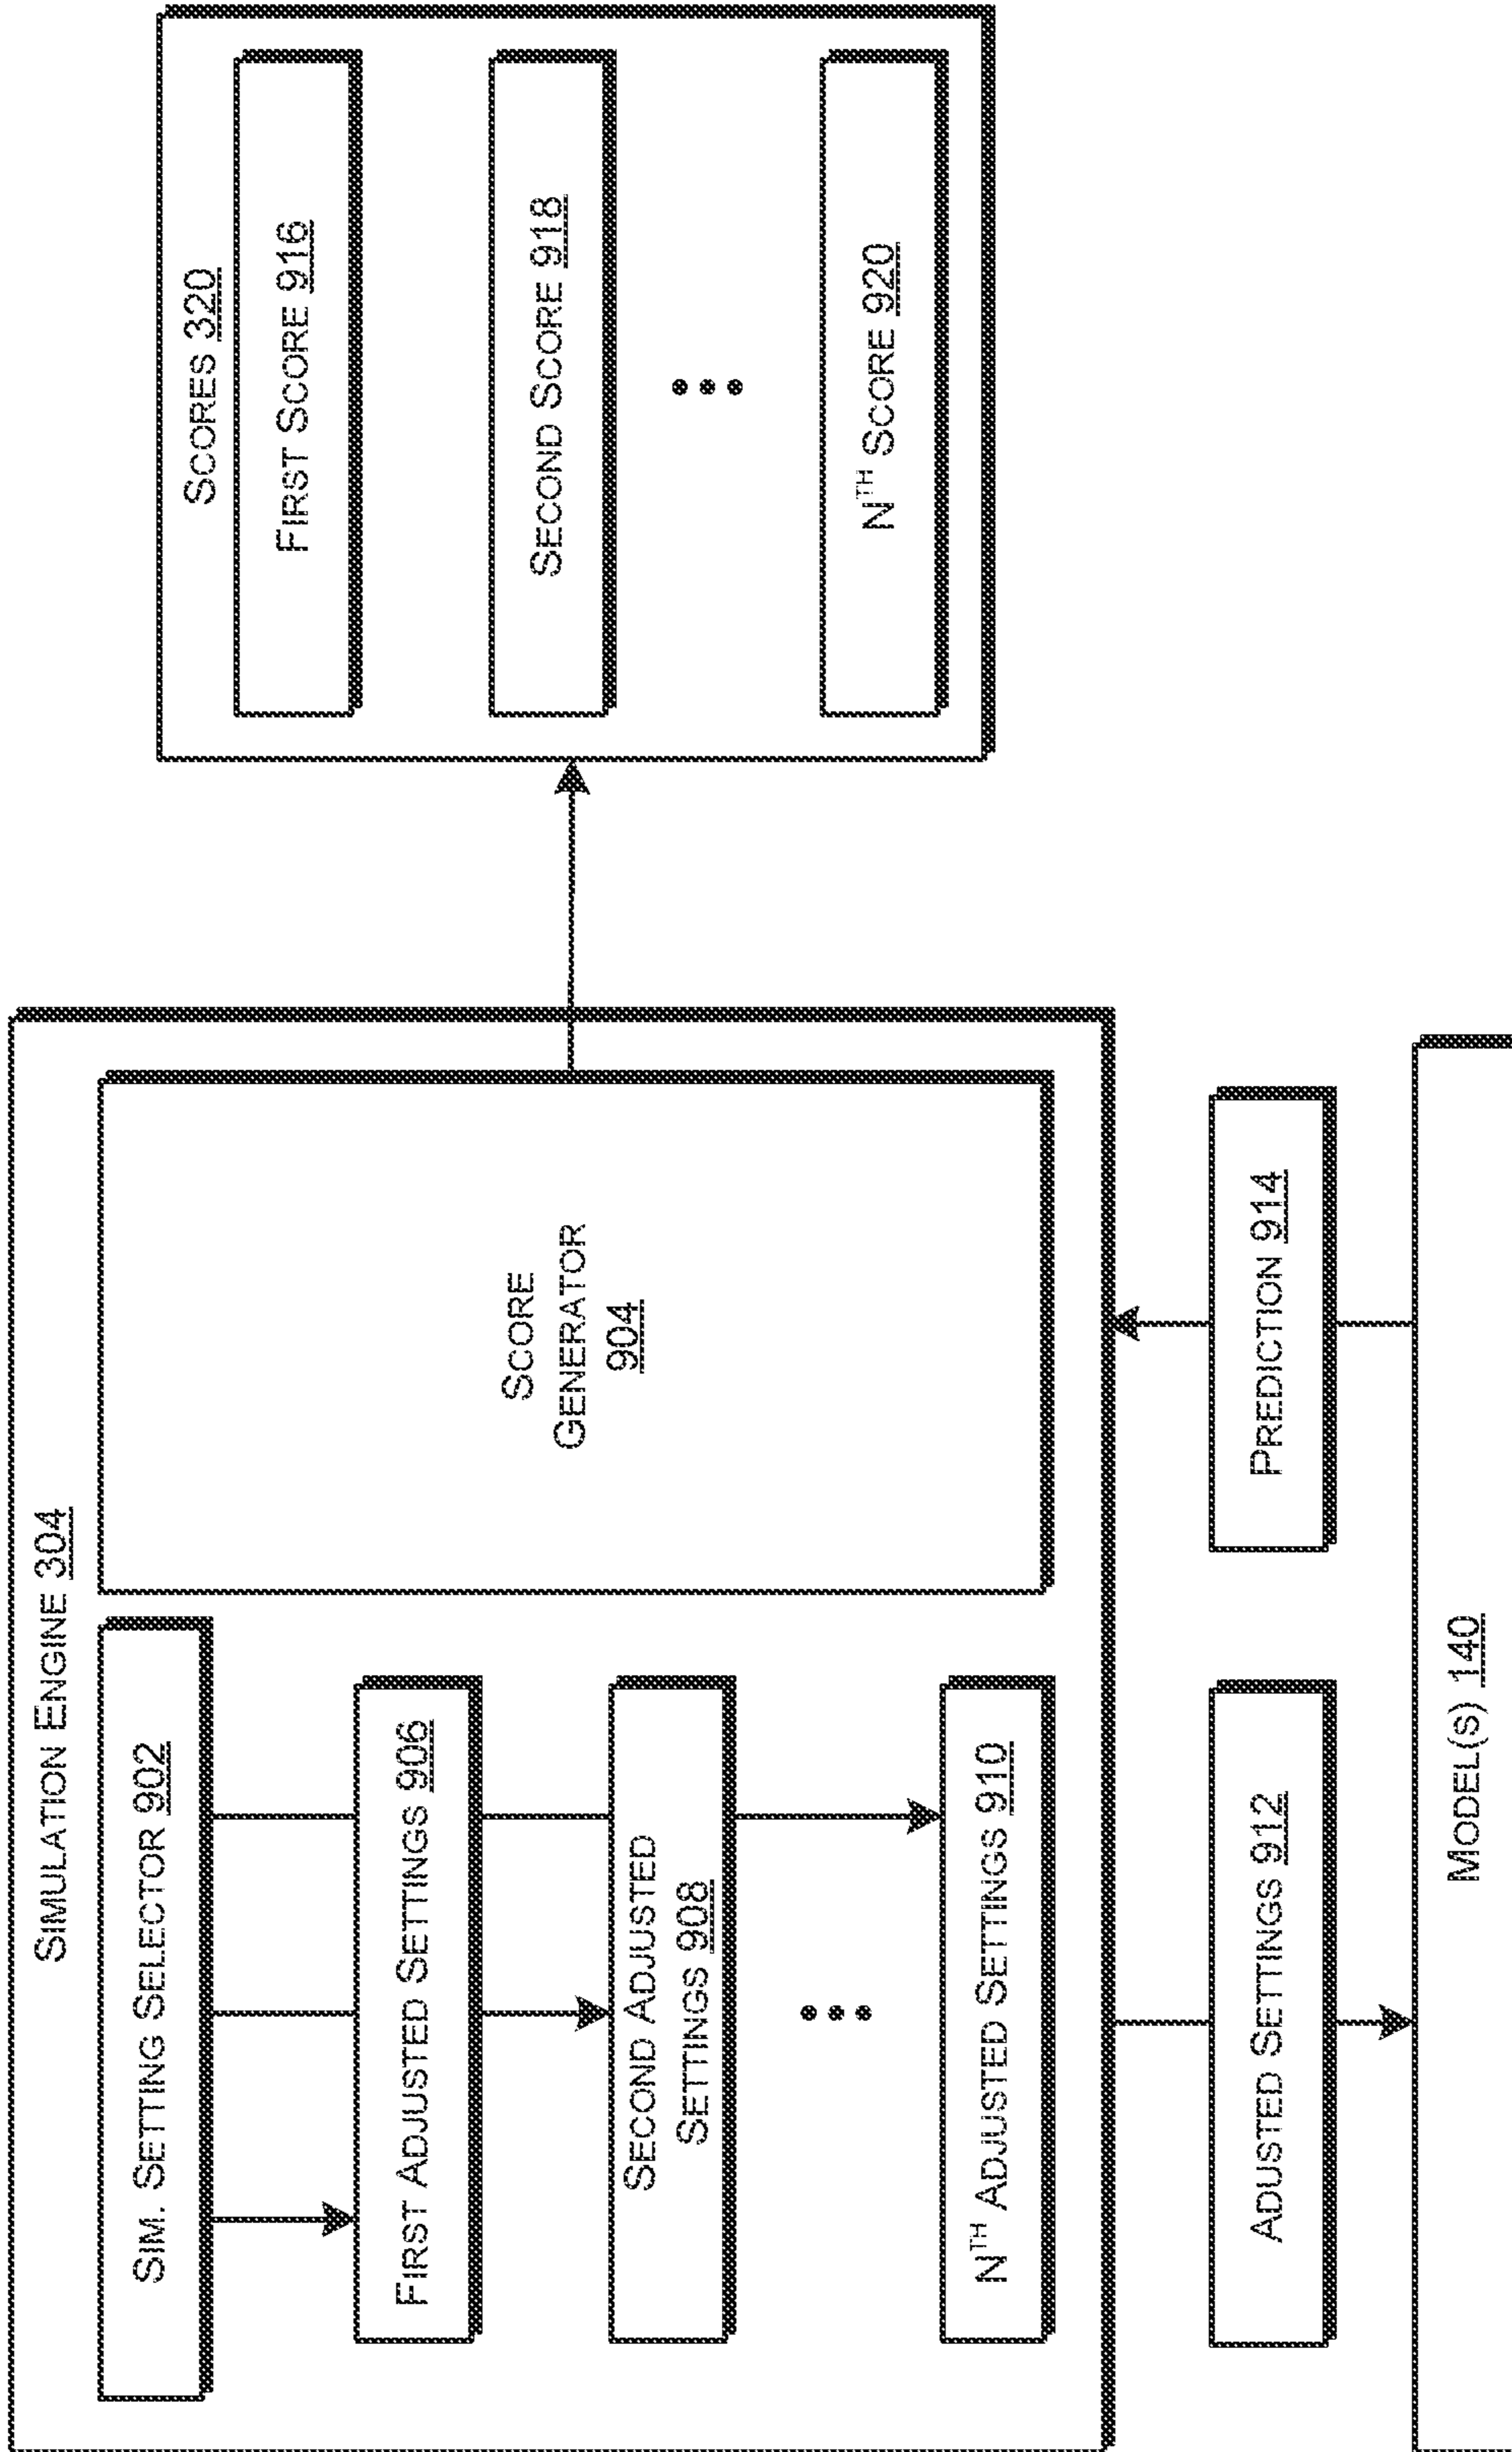 SIMULATION ENGINE 304
SIM. SETTING SELECTOR 902
FIRST ADJUSTED SETTINGS 906
SECOND ADJUSTED
SETTINGS 908
NTH ADJUSTED SETTINGS 910
SCORE
GENERATOR
904
ADUSTED SETTINGS 912
PREDICTION 914
MODEL(S) 140
SCORES 320
FIRST SCORE 916
SECOND SCORE 918
NTH SCORE 920